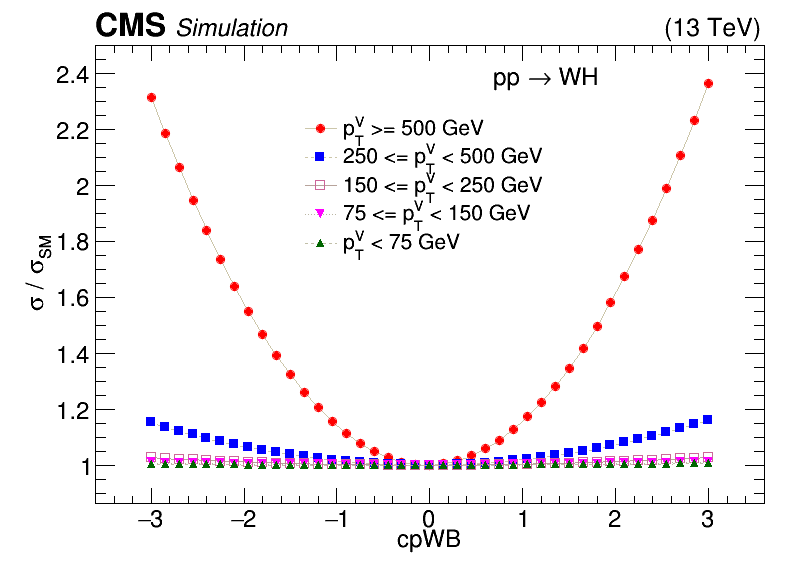 CMS Simulation (13 TeV)
pp → WH
p_T^V >= 500 GeV
250 <= p_T^V < 500 GeV
150 <= p_T^V < 250 GeV
75 <= p_T^V < 150 GeV
p_T^V < 75 GeV
σ / σ_SM
2.4
2.2
2
1.8
1.6
1.4
1.2
1
−3 −2 −1 0 1 2 3
cpWB